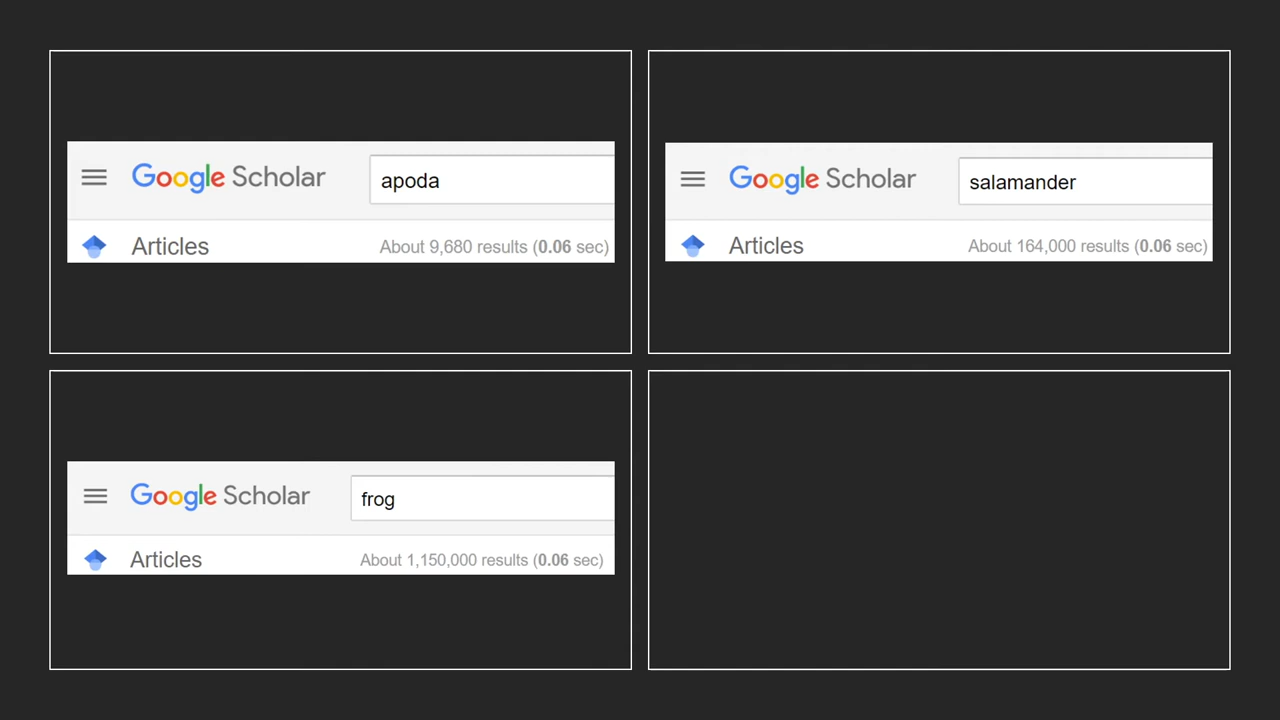 Google Scholar
apoda
Articles
About 9,680 results (0.06 sec)
Google Scholar
salamander
Articles
About 164,000 results (0.06 sec)
Google Scholar
frog
Articles
About 1,150,000 results (0.06 sec)